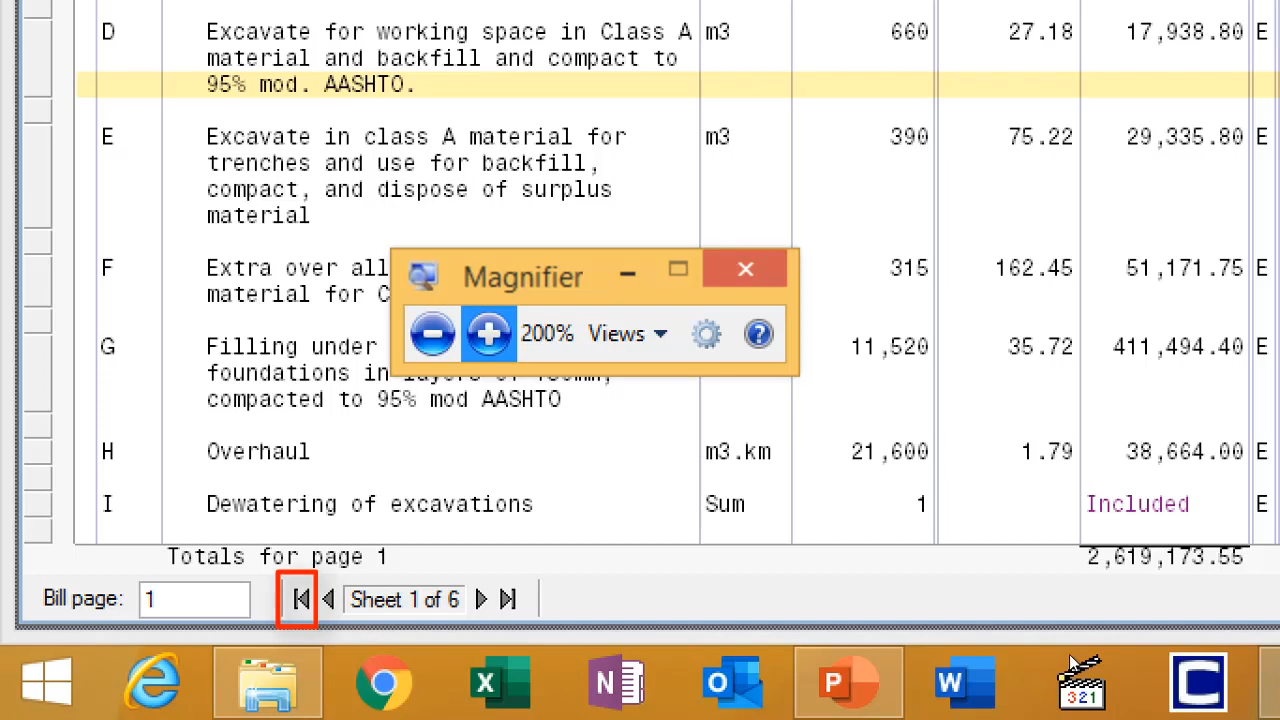 D Excavate for working space in Class A m3 660 27.18 17,938.80 E
material and backfill and compact to
95% mod. AASHTO.
E Excavate in class A material for m3 390 75.22 29,335.80 E
trenches and use for backfill,
compact, and dispose of surplus
material
F Extra over all 315 162.45 51,171.75 E
material for C
Magnifier
200% Views
G Filling under 11,520 35.72 411,494.40 E
foundations in layers of
compacted to 95% mod AASHTO
H Overhaul m3.km 21,600 1.79 38,664.00 E
I Dewatering of excavations Sum 1 Included E
Totals for page 1 2,619,173.55
Bill page: 1 Sheet 1 of 6
X N O P W 321 C